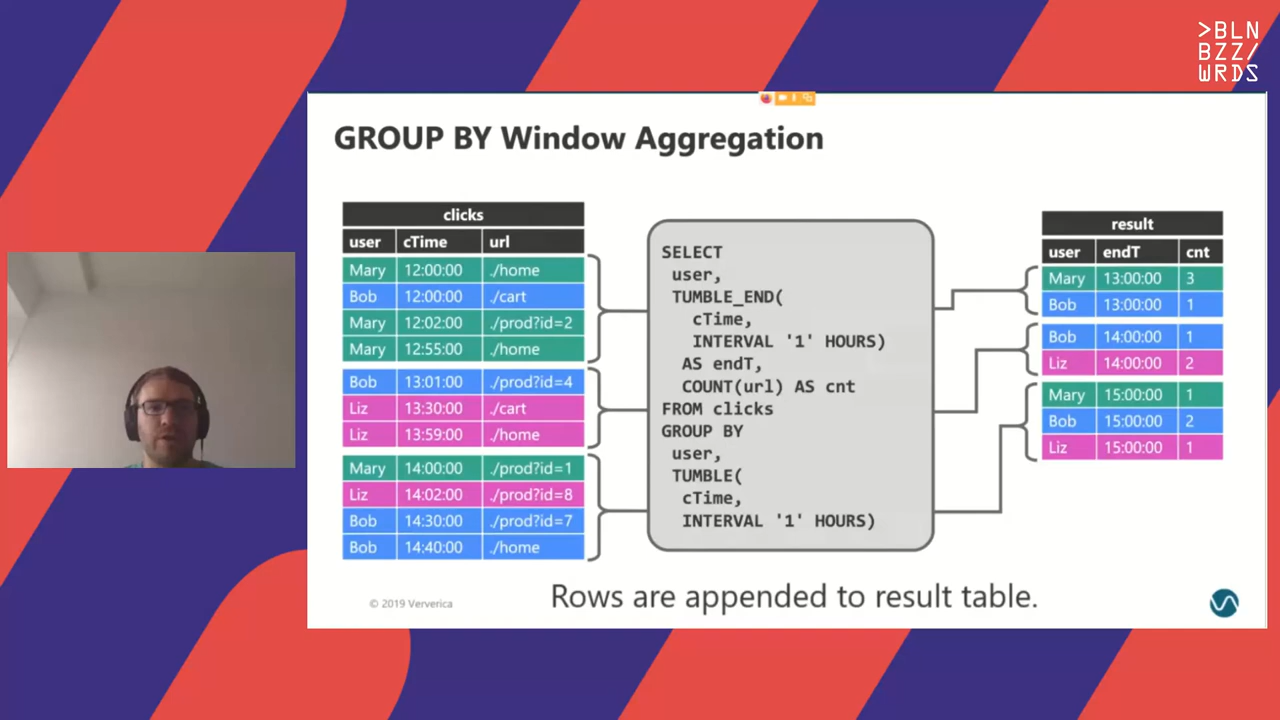 >BLN
BZZ/
WRDS
GROUP BY Window Aggregation
clicks
user cTime url
Mary 12:00:00 ./home
Bob 12:00:00 ./cart
Mary 12:02:00 ./prod?id=2
Mary 12:55:00 ./home
Bob 13:01:00 ./prod?id=4
Liz 13:30:00 ./cart
Liz 13:59:00 ./home
Mary 14:00:00 ./prod?id=1
Liz 14:02:00 ./prod?id=8
Bob 14:30:00 ./prod?id=7
Bob 14:40:00 ./home
SELECT
user,
TUMBLE_END(
cTime,
INTERVAL '1' HOURS)
AS endT,
COUNT(url) AS cnt
FROM clicks
GROUP BY
user,
TUMBLE(
cTime,
INTERVAL '1' HOURS)
result
user endT cnt
Mary 13:00:00 3
Bob 13:00:00 1
Bob 14:00:00 1
Liz 14:00:00 2
Mary 15:00:00 1
Bob 15:00:00 2
Liz 15:00:00 1
Rows are appended to result table.
© 2019 Ververica